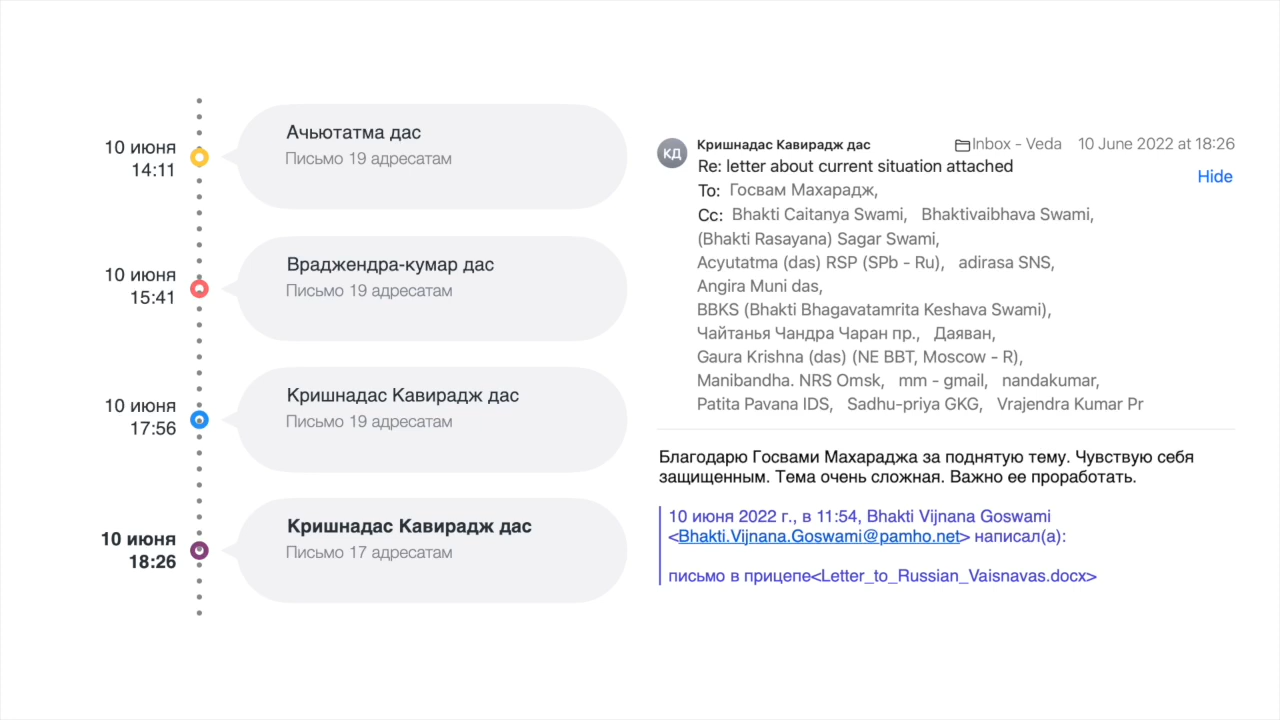 10 июня
14:11
Ачьютатма дас
Письмо 19 адресатам
10 июня
15:41
Враджендра-кумар дас
Письмо 19 адресатам
10 июня
17:56
Кришнадас Кавирадж дас
Письмо 19 адресатам
10 июня
18:26
Кришнадас Кавирадж дас
Письмо 17 адресатам
КД
Кришнадас Кавирадж дас Inbox - Veda 10 June 2022 at 18:26
Re: letter about current situation attached
Hide
To: Госвам Махарадж,
Cc: Bhakti Caitanya Swami, Bhaktivaibhava Swami,
(Bhakti Rasayana) Sagar Swami,
Acyutatma (das) RSP (SPb - Ru), adirasa SNS,
Angira Muni das,
BBKS (Bhakti Bhagavatamrita Keshava Swami),
Чайтанья Чандра Чаран пр., Даяван,
Gaura Krishna (das) (NE BBT, Moscow - R),
Manibandha. NRS Omsk, mm - gmail, nandakumar,
Patita Pavana IDS, Sadhu-priya GKG, Vrajendra Kumar Pr
Благодарю Госвами Махараджа за поднятую тему. Чувствую себя
защищенным. Тема очень сложная. Важно ее проработать.
10 июня 2022 г., в 11:54, Bhakti Vijnana Goswami
<Bhakti.Vijnana.Goswami@pamho.net> написал(а):
письмо в прицепе<Letter_to_Russian_Vaisnavas.docx>